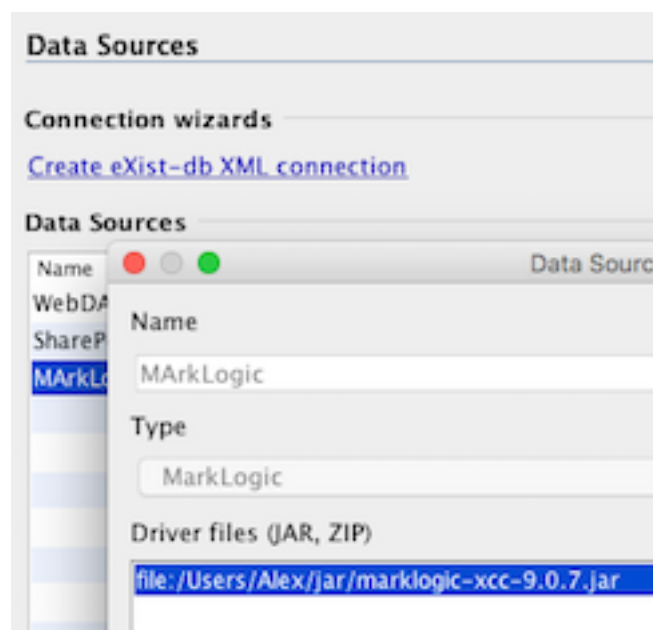 Data Sources
Connection wizards
Create eXist-db XML connection
Data Sources
Name
WebDA
ShareP
MArkLo
Data Sourc
Name
MArkLogic
Type
MarkLogic
Driver files (JAR, ZIP)
file:/Users/Alex/jar/marklogic-xcc-9.0.7.jar